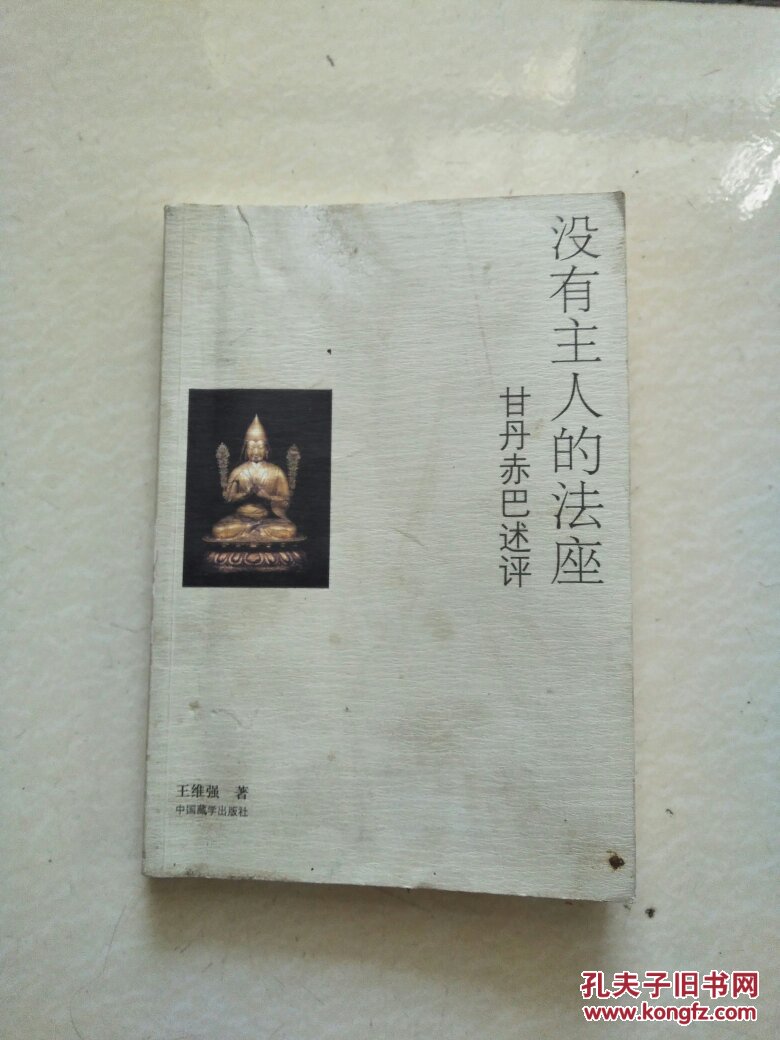 没有主人的法座
甘丹赤巴述评
王维强 著
中国藏学出版社
孔夫子旧书网
www.kongfz.com